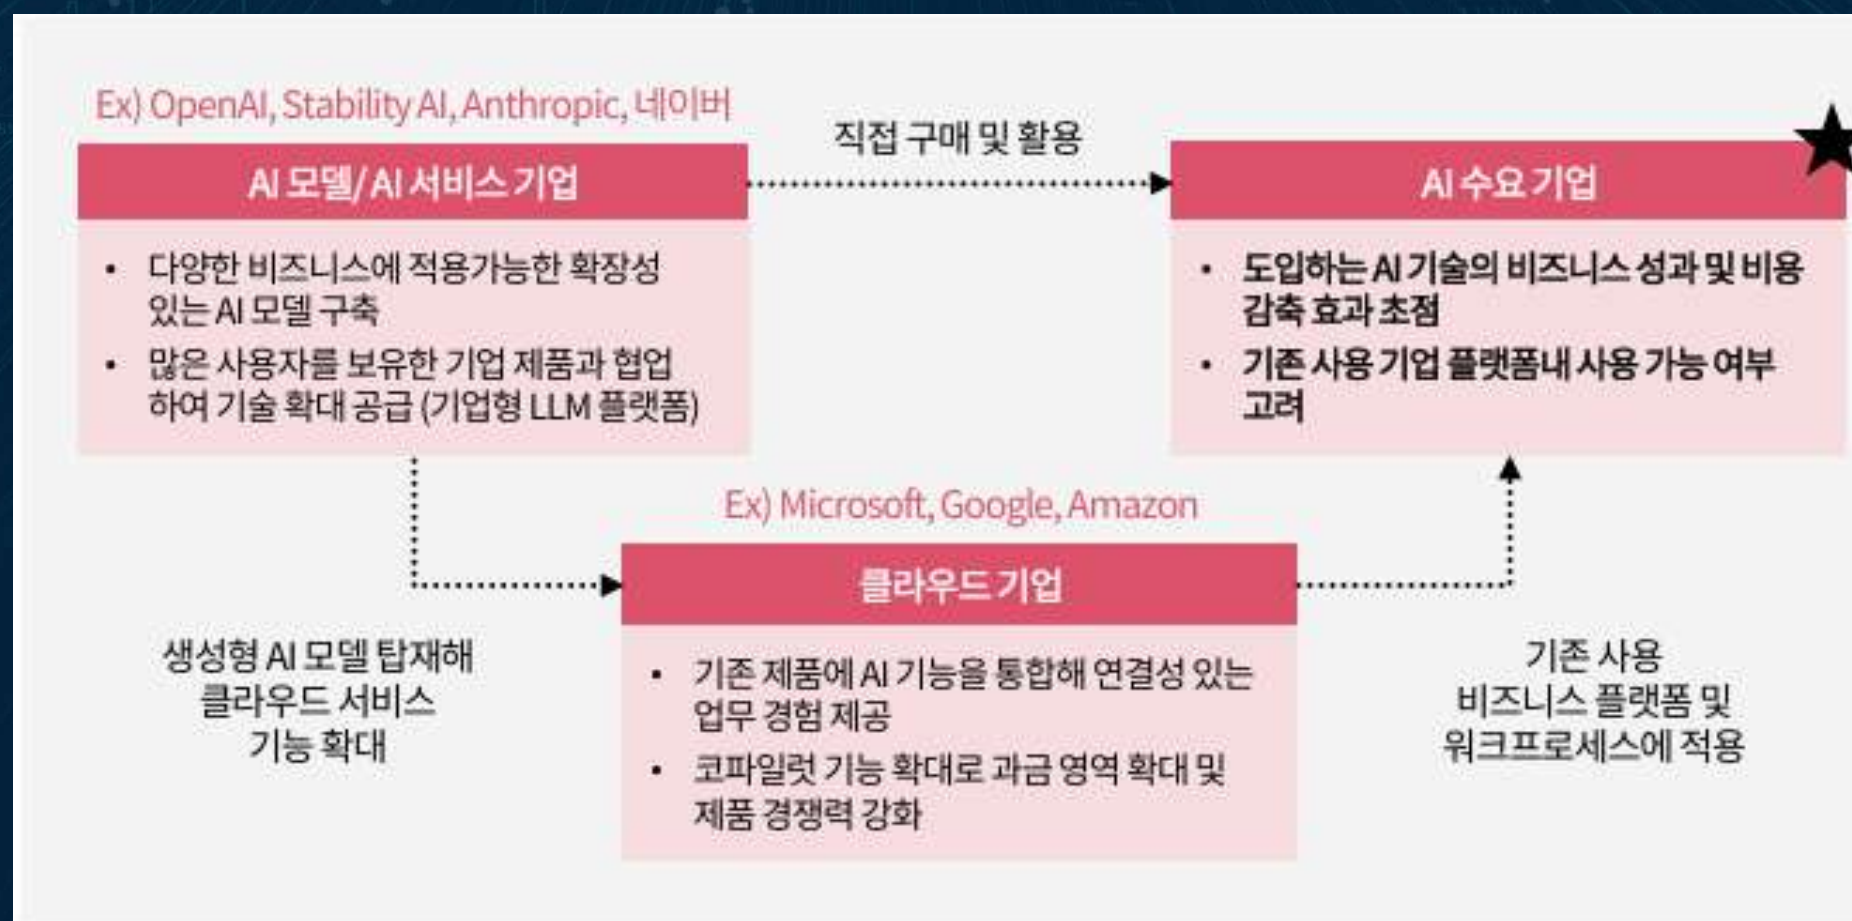 Ex) OpenAI, Stability AI, Anthropic, 네이버
AI 모델/ AI 서비스 기업
• 다양한 비즈니스에 적용가능한 확장성
있는 AI 모델 구축
• 많은 사용자를 보유한 기업 제품과 협업
하여 기술 확대 공급 (기업형 LLM 플랫폼)
직접 구매 및 활용
AI 수요 기업
• 도입하는 AI 기술의 비즈니스 성과 및 비용
감축 효과 초점
• 기존 사용 기업 플랫폼내 사용 가능 여부
고려
생성형 AI 모델 탑재해
클라우드 서비스
기능 확대
Ex) Microsoft, Google, Amazon
클라우드 기업
• 기존 제품에 AI 기능을 통합해 연결성 있는
업무 경험 제공
• 코파일럿 기능 확대로 과금 영역 확대 및
제품 경쟁력 강화
기존 사용
비즈니스 플랫폼 및
워크프로세스에 적용